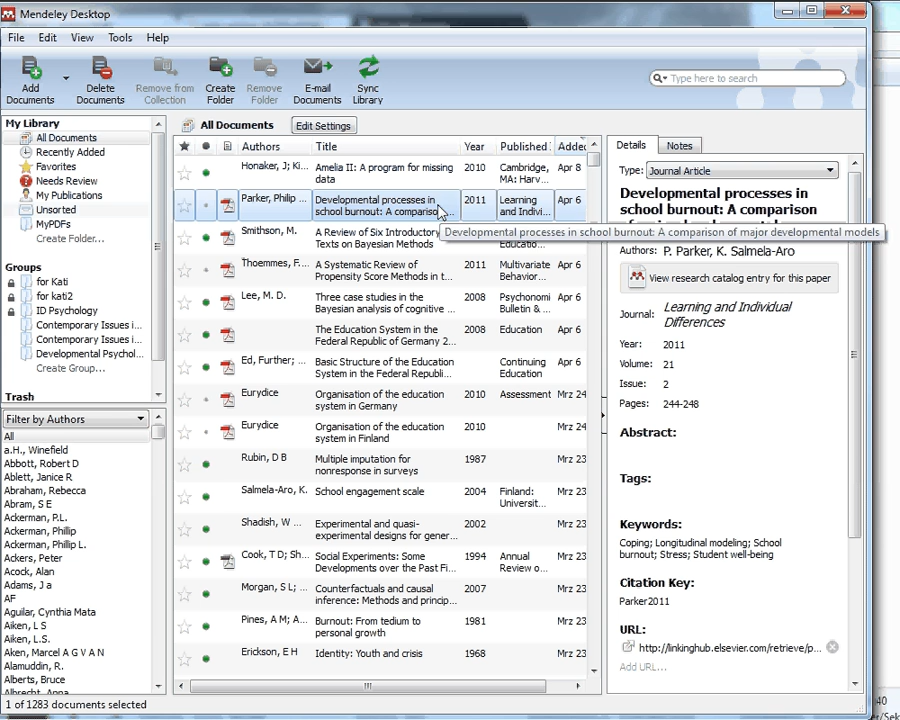 Mendeley Desktop
File Edit View Tools Help
Add Documents
Delete Documents
Remove from Collection
Create Folder
Remove Folder
E-mail Documents
Sync Library
Type here to search
My Library
All Documents
Recently Added
Favorites
Needs Review
My Publications
Unsorted
MyPDFs
Create Folder...
Groups
for Kati
for kati2
ID Psychology
Contemporary Issues i...
Contemporary Issues i...
Developmental Psychol...
Create Group...
Trash
Filter by Authors
All
a.H., Winefield
Abbott, Robert D
Ablett, Janice R
Abraham, Rebecca
Abram, S E
Ackerman, P.L.
Ackerman, Phillip
Ackerman, Phillip L.
Ackers, Peter
Acock, Alan
Adams, J a
AF
Aguilar, Cynthia Mata
Aiken, L S
Aiken, L.S.
Aken, Marcel A G V A N
Alamuddin, R.
Alberts, Bruce
Albrecht, Anna
All Documents Edit Settings
Authors Title Year Published Added
Honaker, J; Ki... Amelia II: A program for missing data 2010 Cambridge, MA: Harv... Apr 8
Parker, Philip ... Developmental processes in school burnout: A comparison... 2011 Learning and Indivi... Apr 6
Developmental processes in school burnout: A comparison of major developmental models
Smithson, M. A Review of Six Introductory Texts on Bayesian Methods Educatio...
Thoemmes, F.... A Systematic Review of Propensity Score Methods in t... 2011 Multivariate Behavior... Apr 6
Lee, M. D. Three case studies in the Bayesian analysis of cognitive ... 2008 Psychonomi Bulletin & ... Apr 6
The Education System in the Federal Republic of Germany 2... 2008 Education Apr 6
Ed, Further; ... Basic Structure of the Education System in the Federal Republi... Continuing Education Apr 6
Eurydice Organisation of the education system in Germany 2010 Assessment Mrz 24
Eurydice Organisation of the education system in Finland 2010 Mrz 24
Rubin, D B Multiple imputation for nonresponse in surveys 1987 Mrz 23
Salmela-Aro, K. School engagement scale 2004 Finland: Universit... Mrz 23
Shadish, W ... Experimental and quasi-experimental designs for gener... 2002 Mrz 23
Cook, T D; Sh... Social Experiments: Some Developments over the Past Fi... 1994 Annual Review o... Mrz 23
Morgan, S L; ... Counterfactuals and causal inference: Methods and princip... 2007 Mrz 23
Pines, A M; A... Burnout: From tedium to personal growth 1981 Mrz 23
Erickson, E H Identity: Youth and crisis 1968 Mrz 23
Details Notes
Type: Journal Article
Developmental processes in
school burnout: A comparison
Authors: P. Parker, K. Salmela-Aro
View research catalog entry for this paper
Journal: Learning and Individual Differences
Year: 2011
Volume: 21
Issue: 2
Pages: 244-248
Abstract:
Tags:
Keywords:
Coping; Longitudinal modeling; School
burnout; Stress; Student well-being
Citation Key:
Parker2011
URL:
http://linkinghub.elsevier.com/retrieve/p...
Add URL...
1 of 1283 documents selected